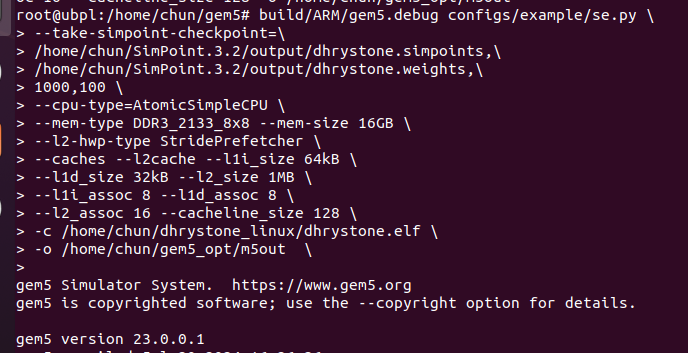 root@ubpl:/home/chun/gem5# build/ARM/gem5.debug configs/example/se.py \
> --take-simpoint-checkpoint=\
> /home/chun/SimPoint.3.2/output/dhrystone.simpoints,\
> /home/chun/SimPoint.3.2/output/dhrystone.weights,\
> 1000,100 \
> --cpu-type=AtomicSimpleCPU \
> --mem-type DDR3_2133_8x8 --mem-size 16GB \
> --l2-hwp-type StridePrefetcher \
> --caches --l2cache --l1i_size 64kB \
> --l1d_size 32kB --l2_size 1MB \
> --l1i_assoc 8 --l1d_assoc 8 \
> --l2_assoc 16 --cacheline_size 128 \
> -c /home/chun/dhrystone_linux/dhrystone.elf \
> -o /home/chun/gem5_opt/m5out  \
>
gem5 Simulator System.  https://www.gem5.org
gem5 is copyrighted software; use the --copyright option for details.

gem5 version 23.0.0.1